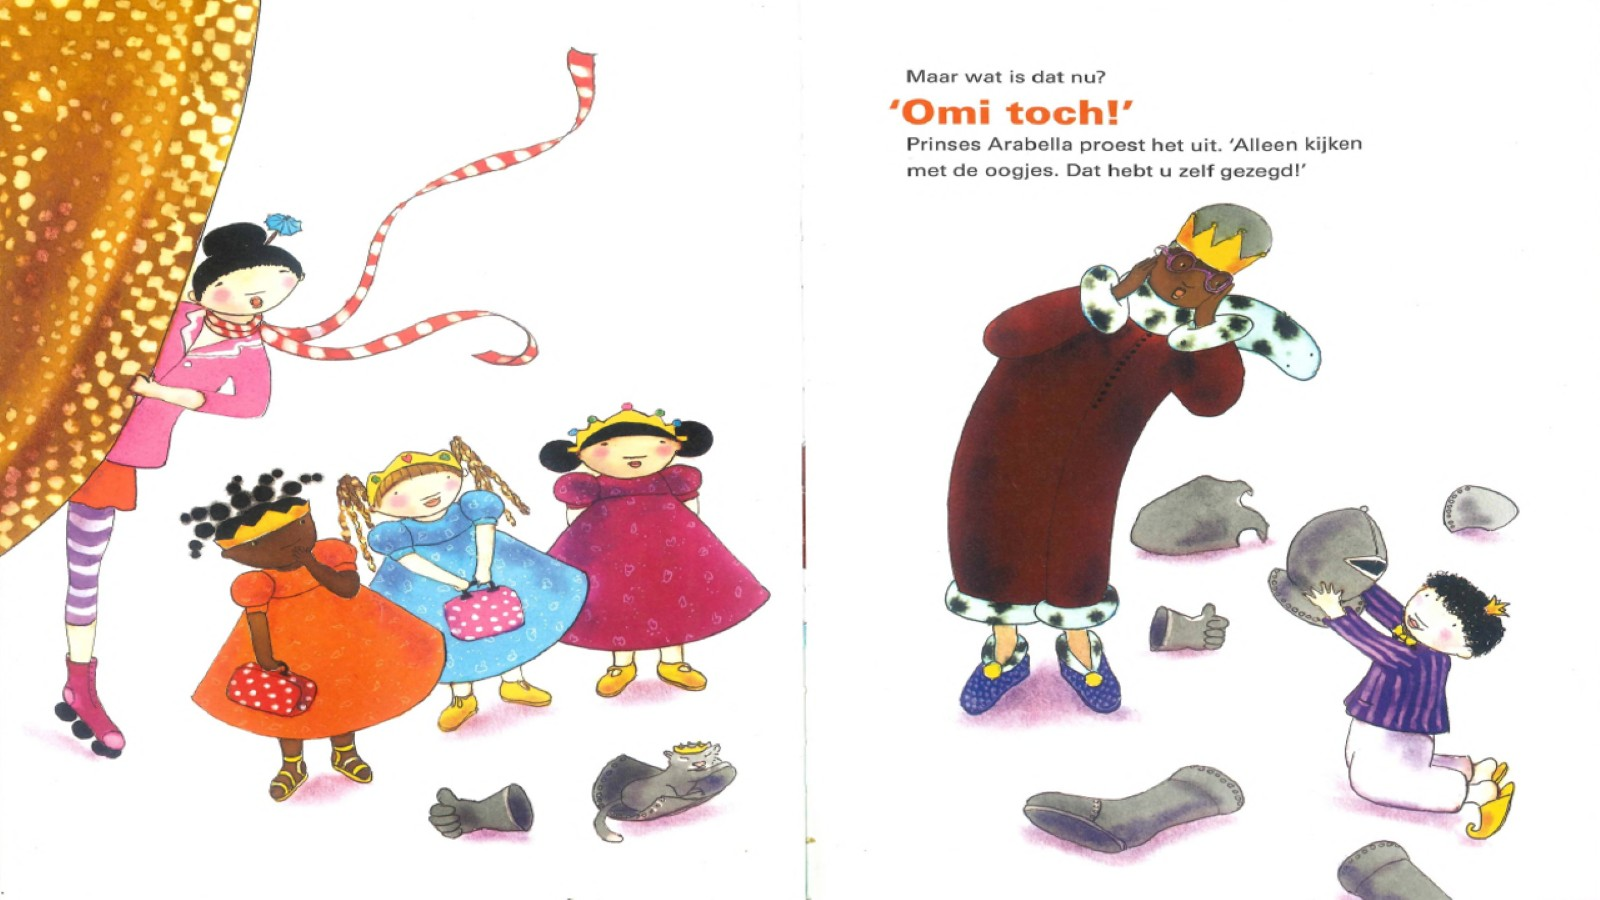 Maar wat is dat nu?
‘Omi toch!’
Prinses Arabella proest het uit. ‘Alleen kijken
met de oogjes. Dat hebt u zelf gezegd!’